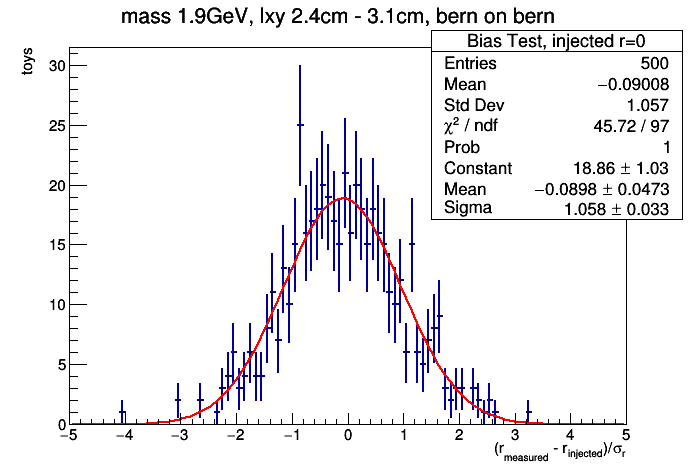 mass 1.9GeV, lxy 2.4cm - 3.1cm, bern on bern
Bias Test, injected r=0
Entries 500
Mean −0.09008
Std Dev 1.057
χ² / ndf 45.72 / 97
Prob 1
Constant 18.86 ± 1.03
Mean −0.0898 ± 0.0473
Sigma 1.058 ± 0.033
toys
30
25
20
15
10
5
0
−5 −4 −3 −2 −1 0 1 2 3 4 5
(r_measured - r_injected)/σ_r